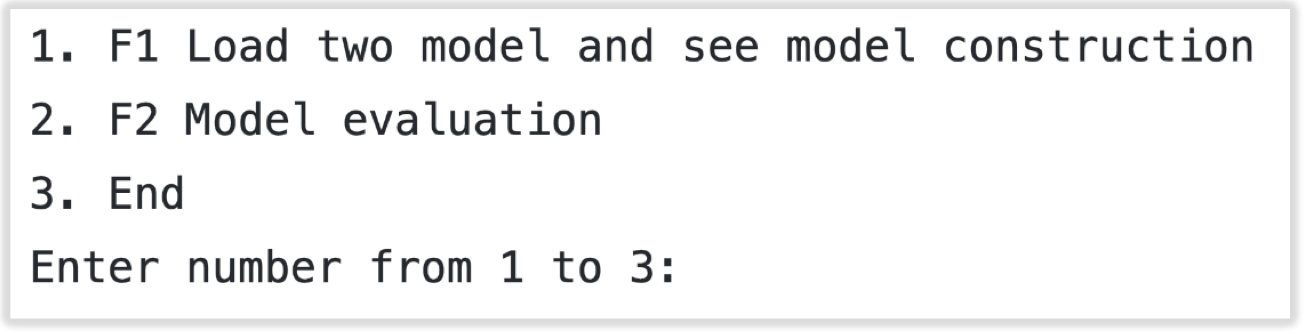 1. F1 Load two model and see model construction
2. F2 Model evaluation
3. End
Enter number from 1 to 3: